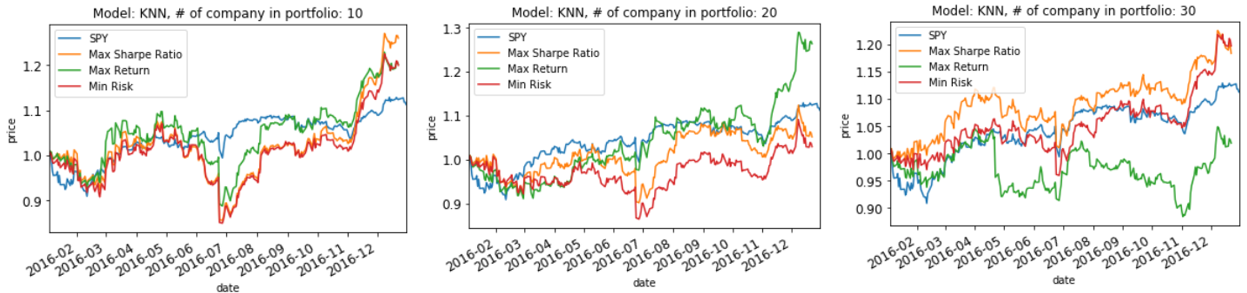 Model: KNN, # of company in portfolio: 10
SPY
Max Sharpe Ratio
Max Return
Min Risk
price
1.2
1.1
1.0
0.9
2016-02
2016-03
2016-04
2016-05
2016-06
2016-07
2016-08
2016-09
2016-10
2016-11
2016-12
date
Model: KNN, # of company in portfolio: 20
SPY
Max Sharpe Ratio
Max Return
Min Risk
price
1.3
1.2
1.1
1.0
0.9
2016-02
2016-03
2016-04
2016-05
2016-06
2016-07
2016-08
2016-09
2016-10
2016-11
2016-12
date
Model: KNN, # of company in portfolio: 30
SPY
Max Sharpe Ratio
Max Return
Min Risk
price
1.20
1.15
1.10
1.05
1.00
0.95
0.90
2016-02
2016-03
2016-04
2016-05
2016-06
2016-07
2016-08
2016-09
2016-10
2016-11
2016-12
date